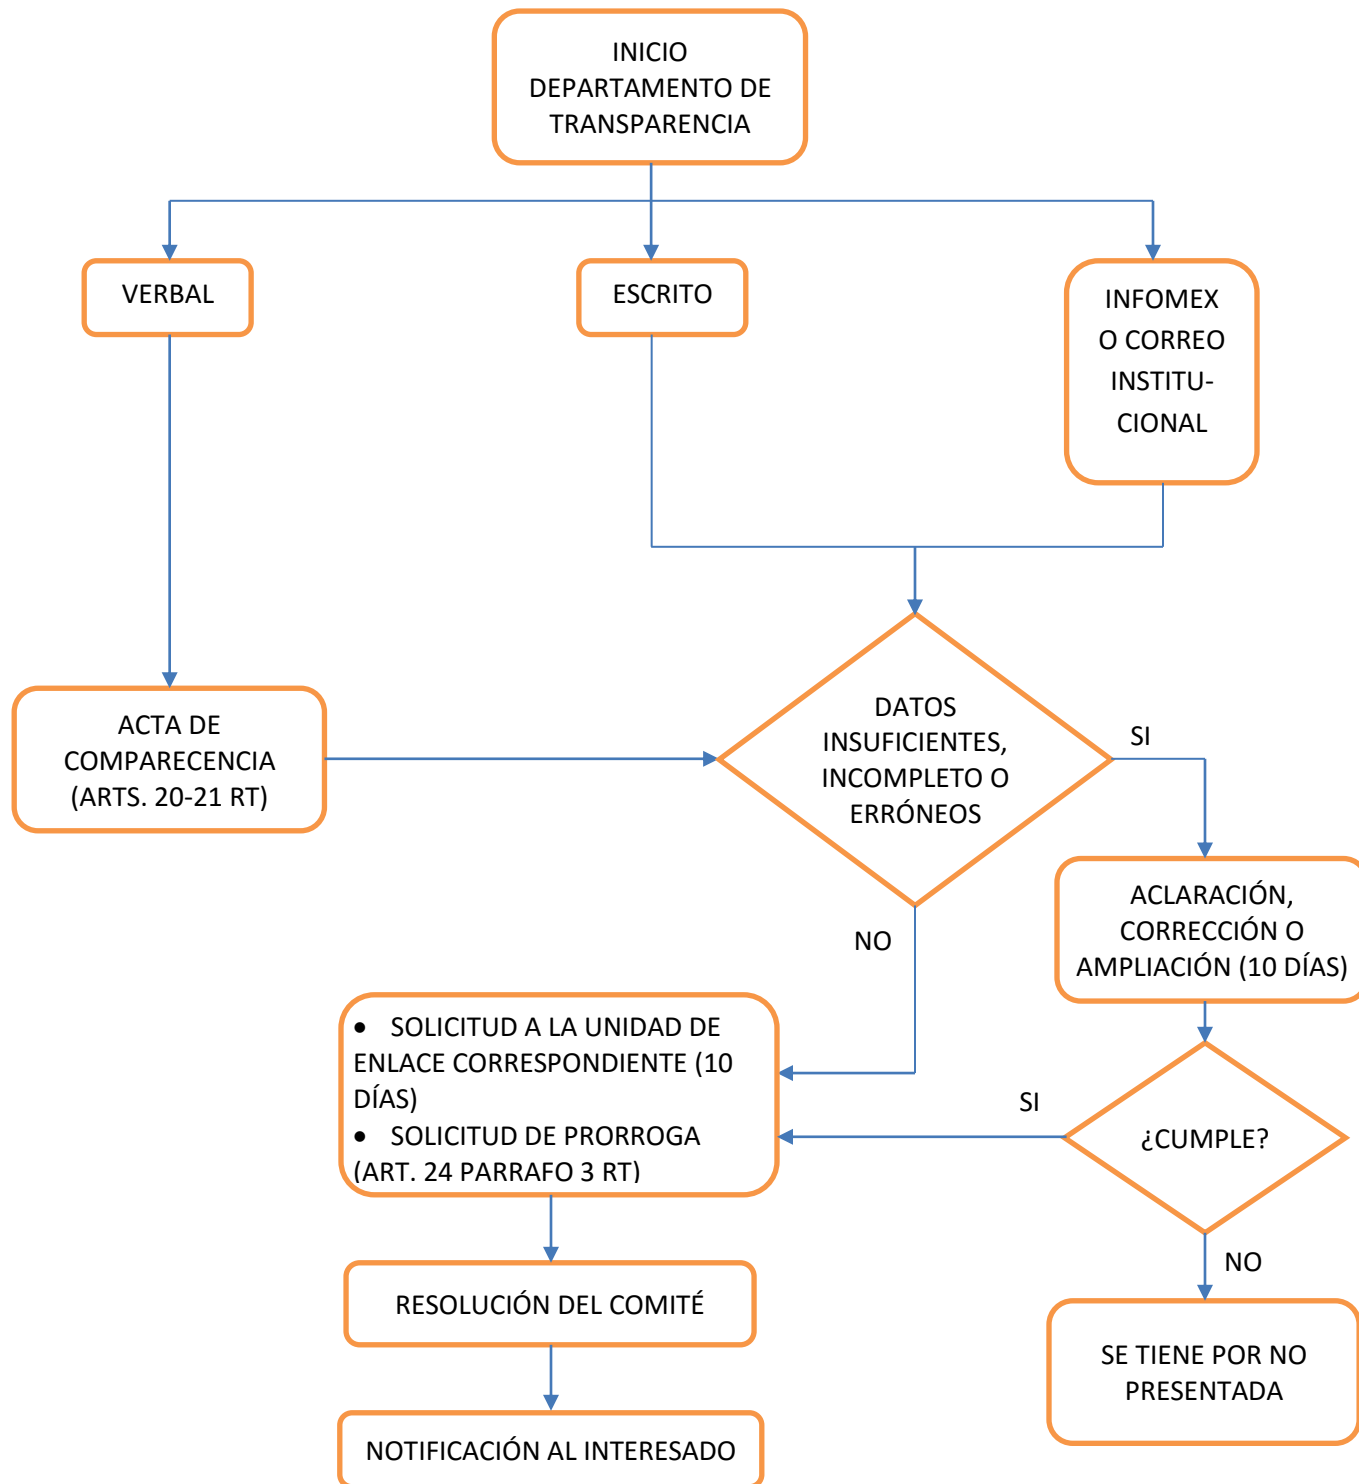 INICIO
DEPARTAMENTO DE
TRANSPARENCIA
VERBAL
ESCRITO
INFOMEX
O CORREO
INSTITU-
CIONAL
ACTA DE
COMPARECENCIA
(ARTS. 20-21 RT)
DATOS
INSUFICIENTES,
INCOMPLETO O
ERRÓNEOS
SI
NO
ACLARACIÓN,
CORRECCIÓN O
AMPLIACIÓN (10 DÍAS)
• SOLICITUD A LA UNIDAD DE
ENLACE CORRESPONDIENTE (10
DÍAS)
• SOLICITUD DE PRORROGA
(ART. 24 PARRAFO 3 RT)
SI
¿CUMPLE?
NO
RESOLUCIÓN DEL COMITÉ
SE TIENE POR NO
PRESENTADA
NOTIFICACIÓN AL INTERESADO